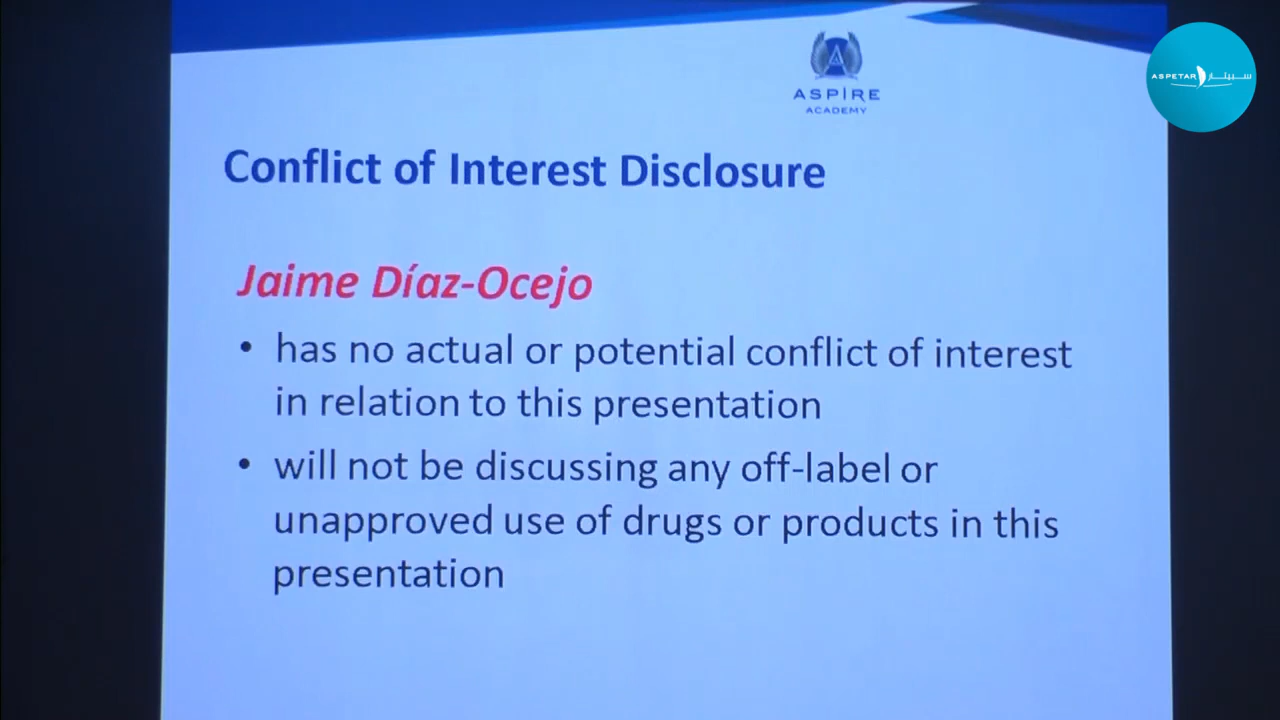 ASPIRE
ACADEMY
ASPETAR سبيتار
Conflict of Interest Disclosure
Jaime Díaz-Ocejo
• has no actual or potential conflict of interest
in relation to this presentation
• will not be discussing any off-label or
unapproved use of drugs or products in this
presentation